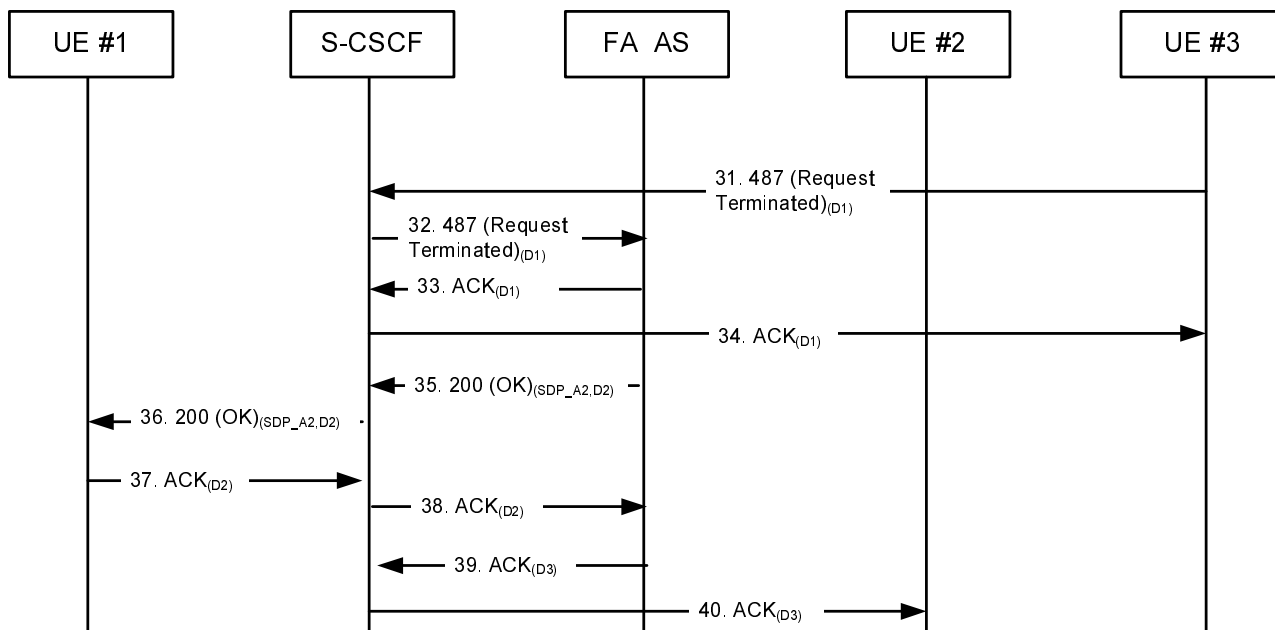 UE #1
S-CSCF
FA AS
UE #2
UE #3
31. 487 (Request
Terminated)(D1)
32. 487 (Request
Terminated)(D1)
33. ACK(D1)
34. ACK(D1)
35. 200 (OK)(SDP_A2,D2)
36. 200 (OK)(SDP_A2,D2)
37. ACK(D2)
38. ACK(D2)
39. ACK(D3)
40. ACK(D3)